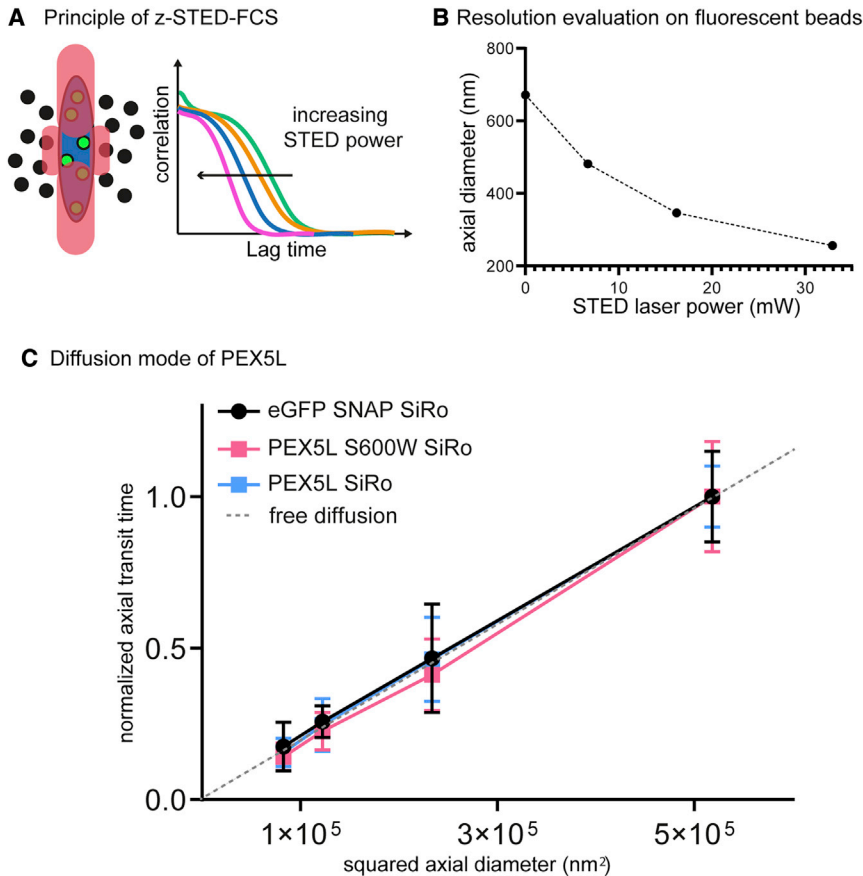 A Principle of z-STED-FCS
correlation
increasing
STED power
Lag time
B Resolution evaluation on fluorescent beads
axial diameter (nm)
800
600
400
200
0 10 20 30
STED laser power (mW)
C Diffusion mode of PEX5L
normalized axial transit time
eGFP SNAP SiRo
PEX5L S600W SiRo
PEX5L SiRo
free diffusion
1.0
0.5
0.0
1×10⁵ 3×10⁵ 5×10⁵
squared axial diameter (nm²)